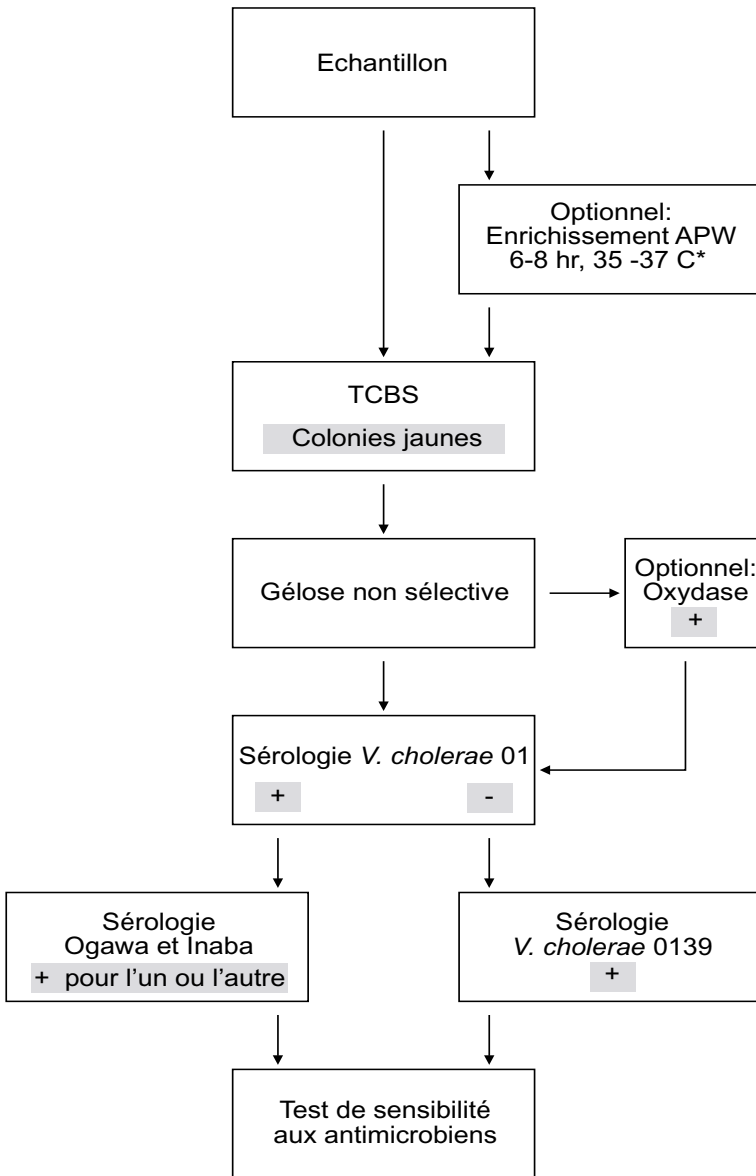 Echantillon
Optionnel:
Enrichissement APW
6-8 hr, 35 -37 C*
TCBS
Colonies jaunes
Gélose non sélective
Optionnel:
Oxydase
+
Sérologie V. cholerae 01
+ -
Sérologie
Ogawa et Inaba
+ pour l'un ou l'autre
Sérologie
V. cholerae 0139
+
Test de sensibilité
aux antimicrobiens